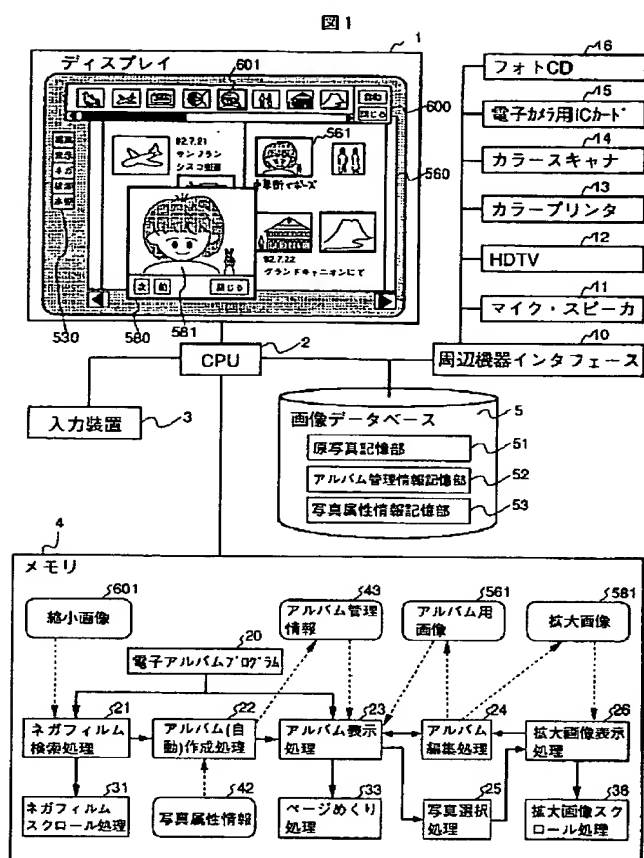 図1
1
ディスプレイ
601
自動
閉じる
600
561
82.7.21
サンフラン
シスコ空港
560
82.7.22
グランドキャニオンにて
次
前
閉じる
530
580
581
16
フォトCD
15
電子カメラ用ICカード
14
カラースキャナ
13
カラープリンタ
12
HDTV
11
マイク・スピーカ
10
周辺機器インタフェース
2
CPU
入力装置
3
5
画像データベース
原写真記憶部
51
アルバム管理情報記憶部
52
写真属性情報記憶部
53
4
メモリ
601
縮小画像
43
アルバム管理
情報
561
アルバム用
画像
581
拡大画像
20
電子アルバムプログラム
21
ネガフィルム
検索処理
22
アルバム(自
動)作成処理
23
アルバム表示
処理
24
アルバム
編集処理
26
拡大画像表示
処理
31
ネガフィルム
スクロール処理
42
写真属性情報
33
ページめくり
処理
25
写真選択
処理
36
拡大画像スク
ロール処理